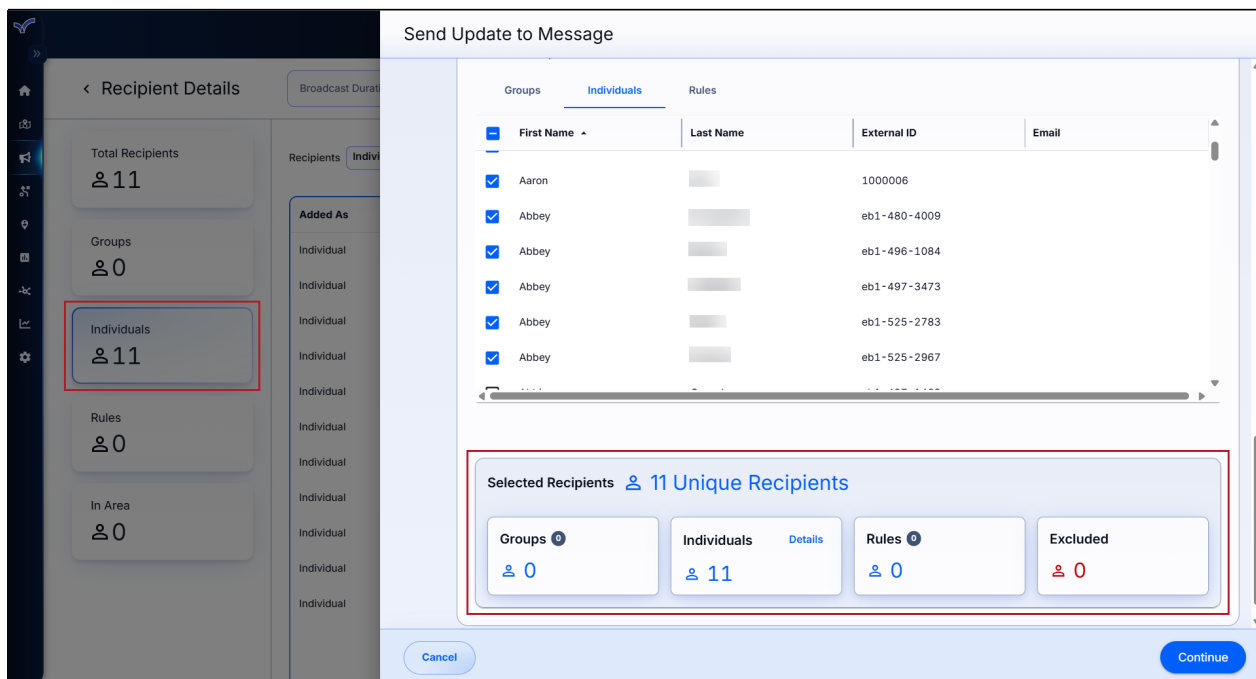 Send Update to Message
Recipient Details
Broadcast Durati
Total Recipients
11
Groups
0
Individuals
11
Rules
0
In Area
0
Recipients Indivi
Added As
Individual
Individual
Individual
Individual
Individual
Individual
Individual
Individual
Individual
Individual
Individual
Groups Individuals Rules
First Name Last Name External ID Email
Aaron 1000006
Abbey eb1-480-4009
Abbey eb1-496-1084
Abbey eb1-497-3473
Abbey eb1-525-2783
Abbey eb1-525-2967
Selected Recipients 11 Unique Recipients
Groups 0 Individuals Details Rules 0 Excluded
0 11 0 0
Cancel Continue